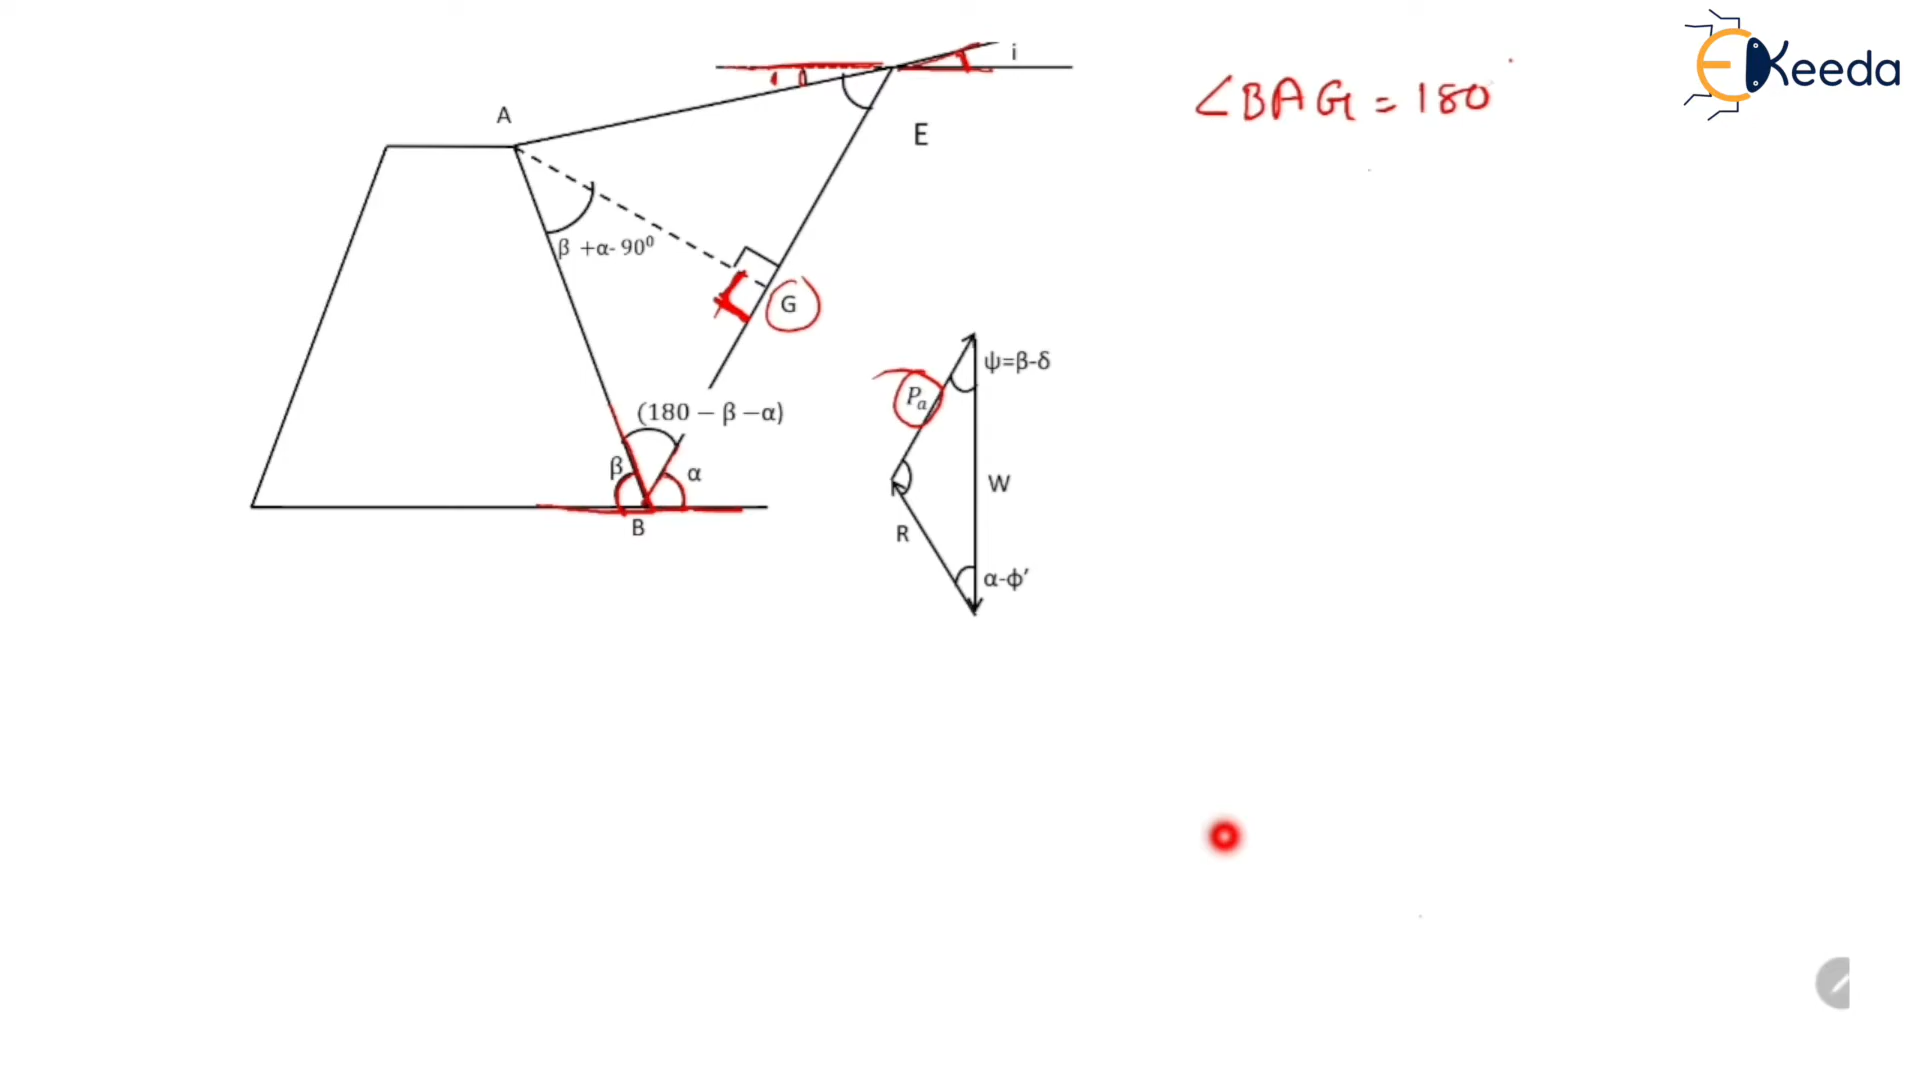 i
Keeda
∠BAG = 180
A
E
β +α- 90⁰
G
ψ=β-δ
Pₐ
(180 – β –α)
β
α
W
B
R
α-ϕ′